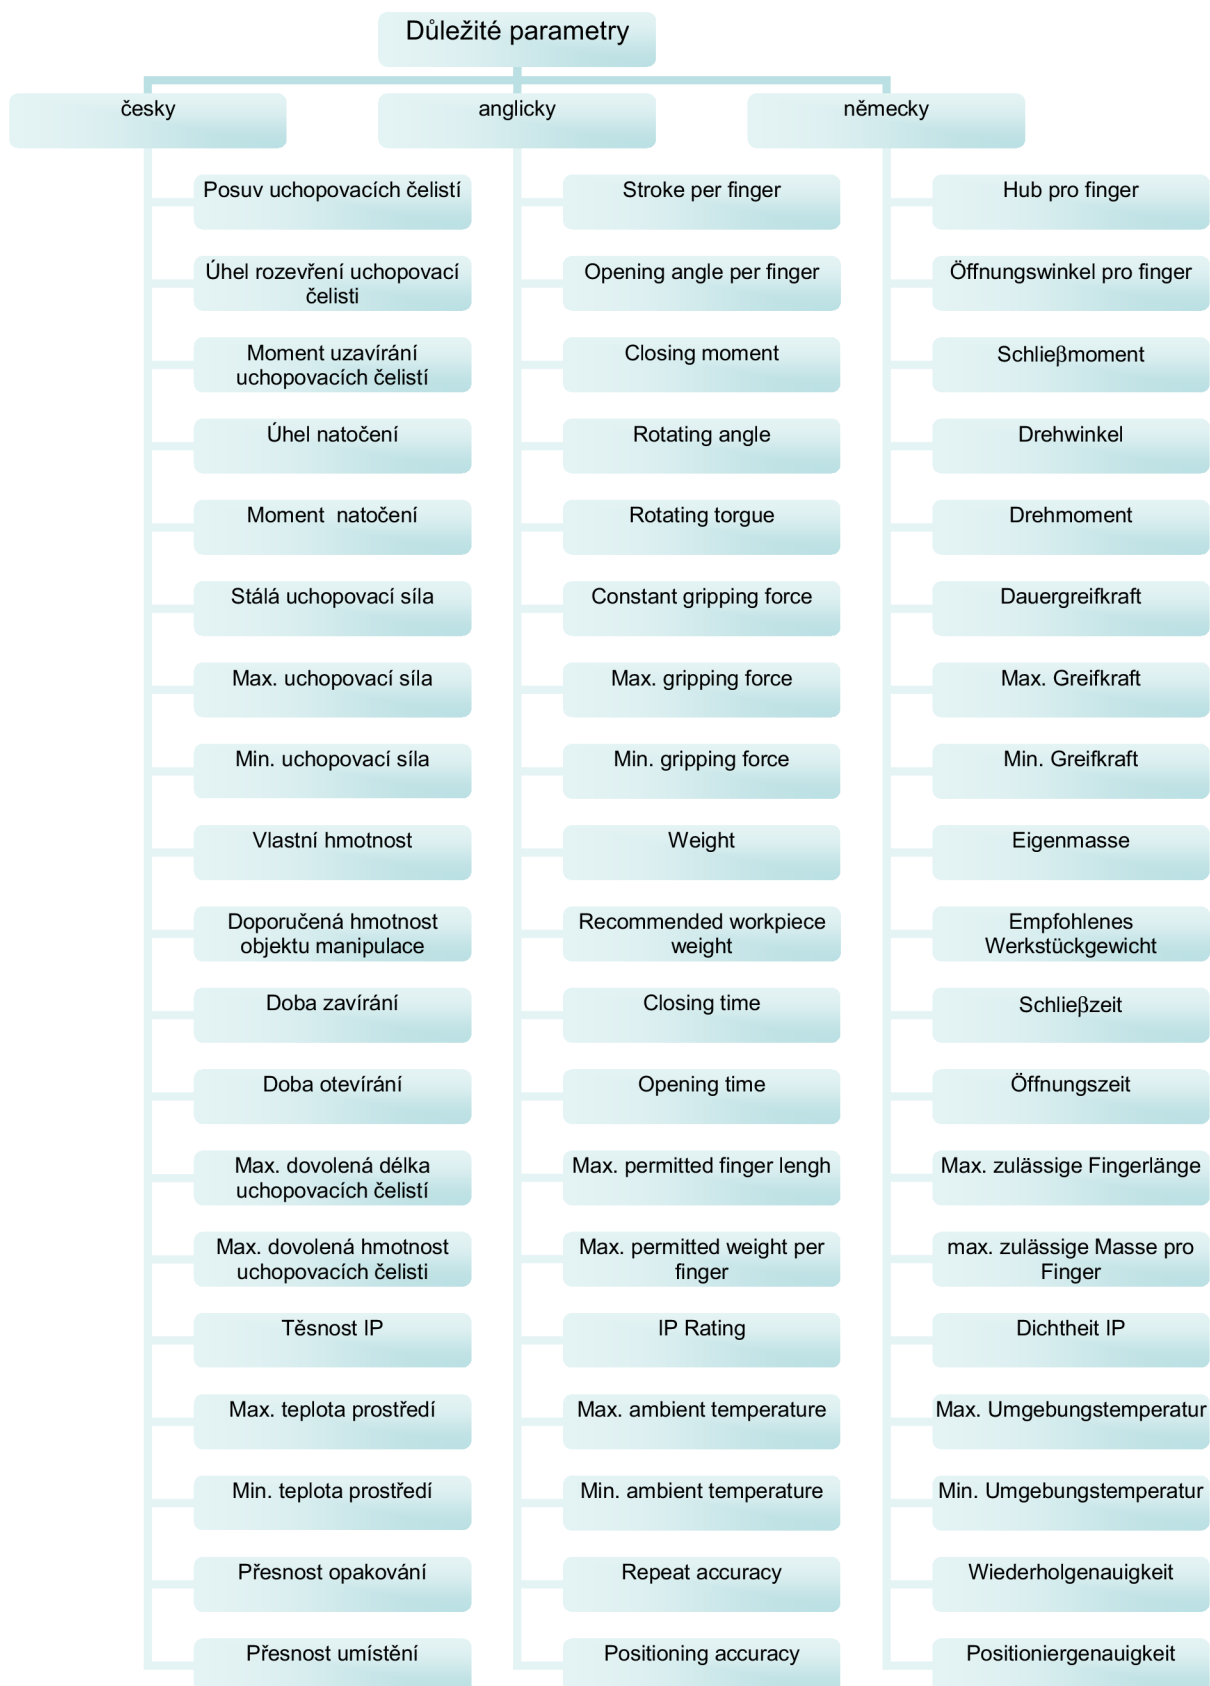 Důležité parametry
česky
anglicky
německy
Posuv uchopovacích čelistí
Stroke per finger
Hub pro finger
Úhel rozevření uchopovací
čelisti
Opening angle per finger
Öffnungswinkel pro finger
Moment uzavírání
uchopovacích čelistí
Closing moment
Schlieβmoment
Úhel natočení
Rotating angle
Drehwinkel
Moment  natočení
Rotating torgue
Drehmoment
Stálá uchopovací síla
Constant gripping force
Dauergreifkraft
Max. uchopovací síla
Max. gripping force
Max. Greifkraft
Min. uchopovací síla
Min. gripping force
Min. Greifkraft
Vlastní hmotnost
Weight
Eigenmasse
Doporučená hmotnost
objektu manipulace
Recommended workpiece
weight
Empfohlenes
Werkstückgewicht
Doba zavírání
Closing time
Schlieβzeit
Doba otevírání
Opening time
Öffnungszeit
Max. dovolená délka
uchopovacích čelistí
Max. permitted finger lengh
Max. zulässige Fingerlänge
Max. dovolená hmotnost
uchopovacích čelisti
Max. permitted weight per
finger
max. zulässige Masse pro
Finger
Těsnost IP
IP Rating
Dichtheit IP
Max. teplota prostředí
Max. ambient temperature
Max. Umgebungstemperatur
Min. teplota prostředí
Min. ambient temperature
Min. Umgebungstemperatur
Přesnost opakování
Repeat accuracy
Wiederholgenauigkeit
Přesnost umístění
Positioning accuracy
Positioniergenauigkeit